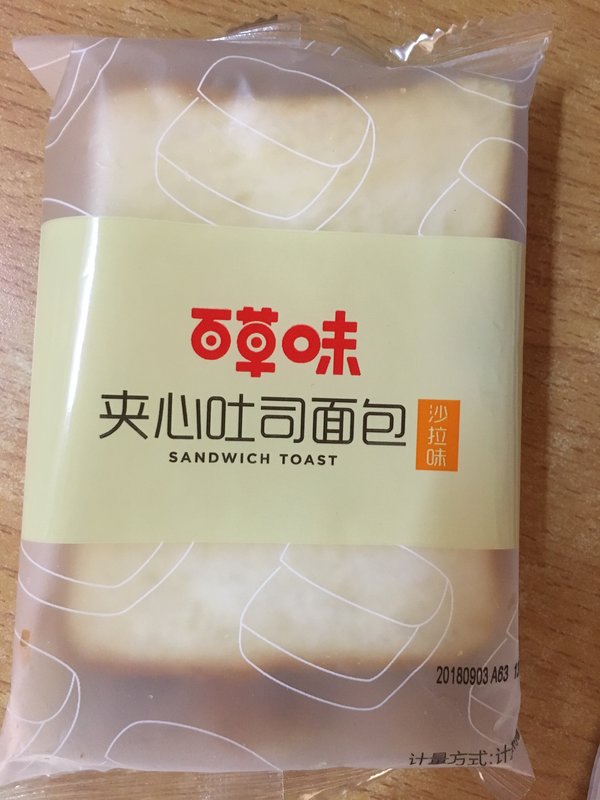 百草味
夹心吐司面包
沙拉味
SANDWICH TOAST
20180903 A63
计量方式:计